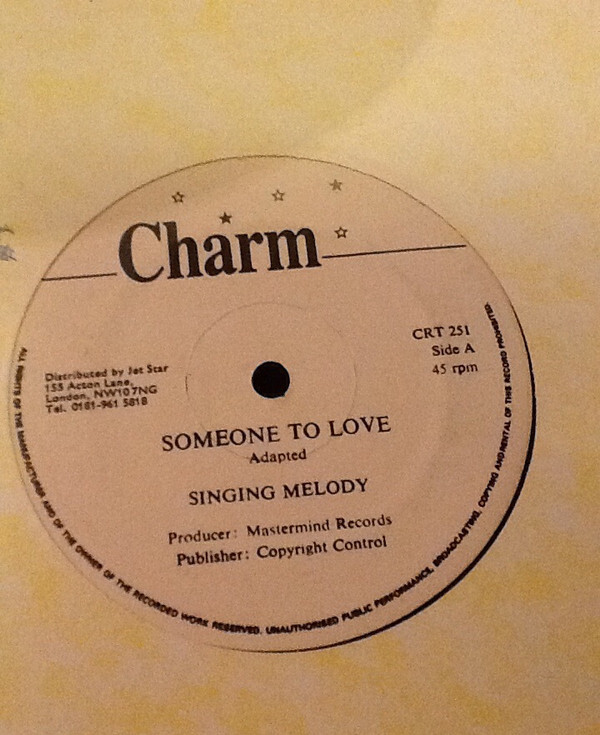 Charm
Distributed by Jet Star
155 Acton Lane,
London, NW10 7NG
Tel. 0181-961 5818
CRT 251
Side A
45 rpm
SOMEONE TO LOVE
Adapted
SINGING MELODY
Producer: Mastermind Records
Publisher: Copyright Control
ALL RIGHTS OF THE MANUFACTURER AND OF THE OWNER OF THE RECORDED WORK RESERVED. UNAUTHORISED PUBLIC PERFORMANCE, BROADCASTING, COPYING AND RENTAL OF THIS RECORD PROHIBITED.